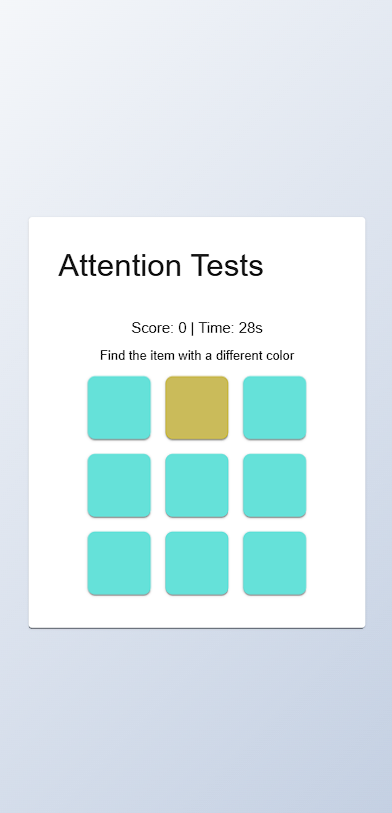 Attention Tests
Score: 0 | Time: 28s
Find the item with a different color